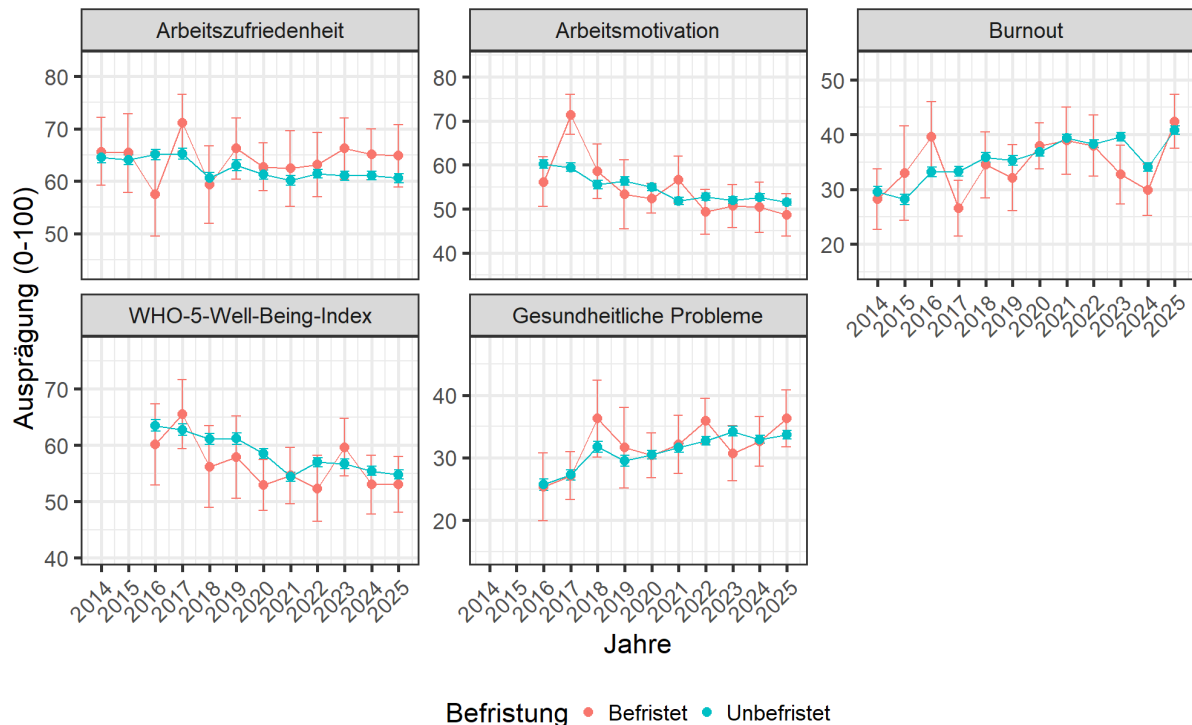 Arbeitszufriedenheit
Arbeitsmotivation
Burnout
80
70
60
50
80
70
60
50
40
50
40
30
20
2014 2015 2016 2017 2018 2019 2020 2021 2022 2023 2024 2025
WHO-5-Well-Being-Index
Gesundheitliche Probleme
70
60
50
40
40
30
20
2014 2015 2016 2017 2018 2019 2020 2021 2022 2023 2024 2025
2014 2015 2016 2017 2018 2019 2020 2021 2022 2023 2024 2025
Ausprägung (0-100)
Jahre
Befristung Befristet Unbefristet